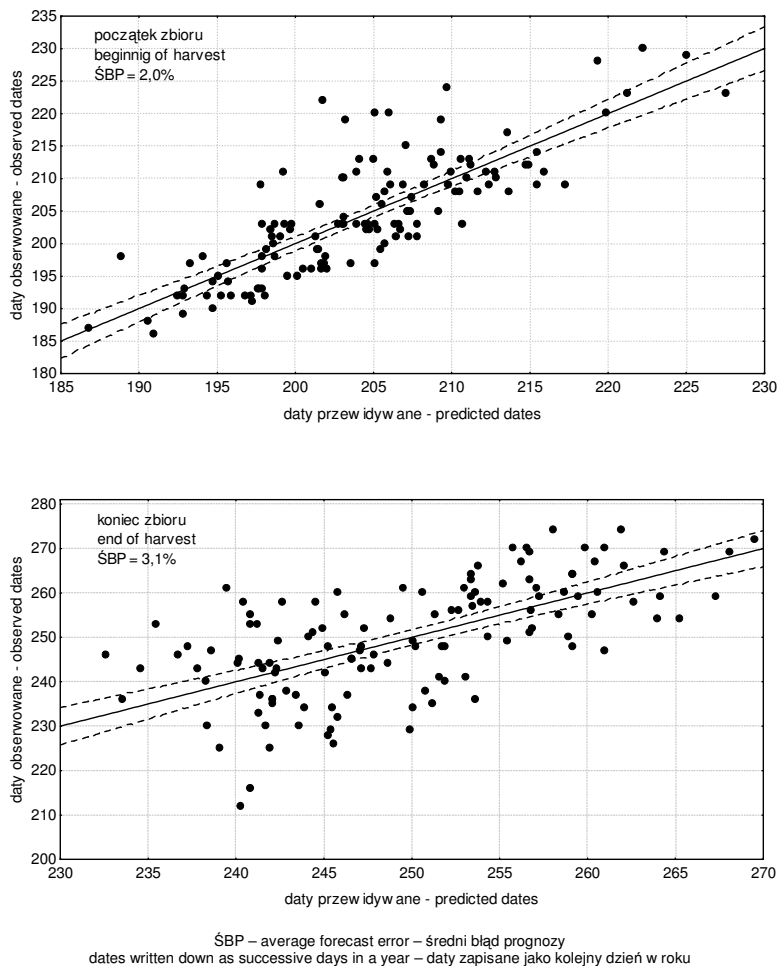 235
230
225
220
215
210
205
200
195
190
185
180
daty obserwowane - observed dates
początek zbioru
beginnig of harvest
ŚBP = 2,0%
185 190 195 200 205 210 215 220 225 230
daty przew idyw ane - predicted dates
280
270
260
250
240
230
220
210
200
daty obserwowane - observed dates
koniec zbioru
end of harvest
ŚBP = 3,1%
230 235 240 245 250 255 260 265 270
daty przew idyw ane - predicted dates
ŚBP – average forecast error – średni błąd prognozy
dates written down as successive days in a year – daty zapisane jako kolejny dzień w roku